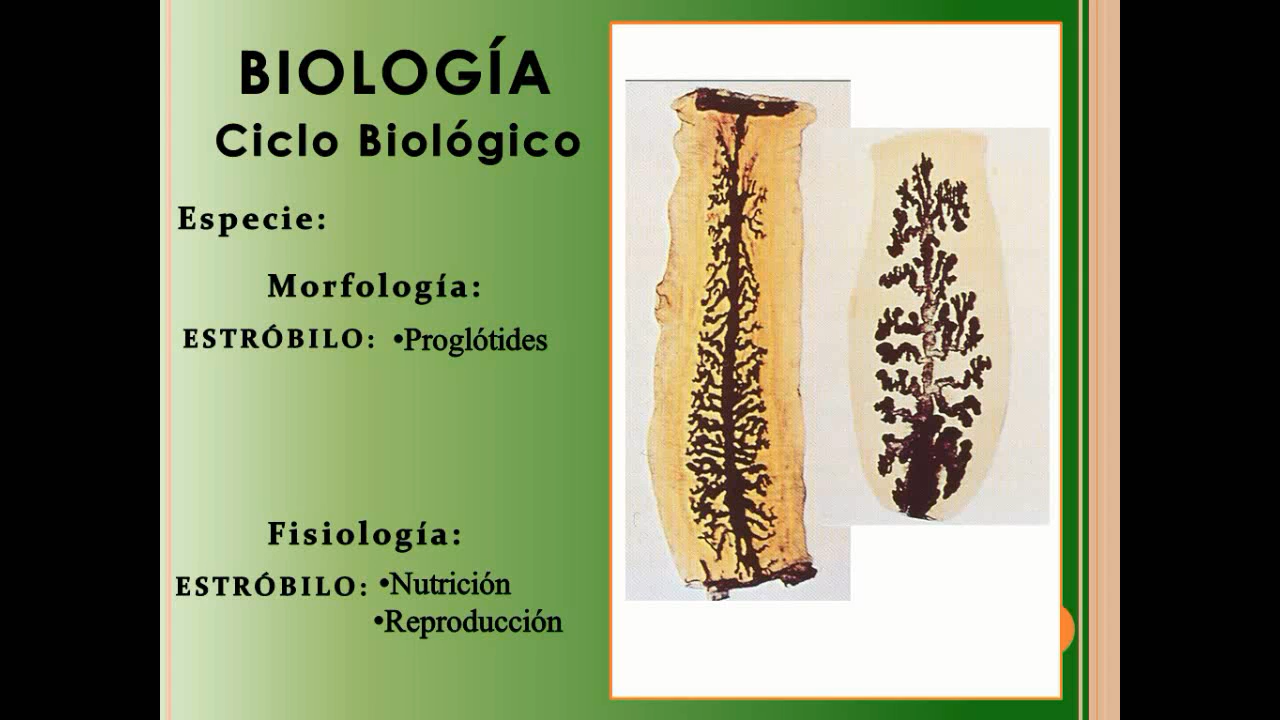 BIOLOGÍA
Ciclo Biológico
Especie:
Morfología:
ESTRÓBILO: •Proglótides
Fisiología:
ESTRÓBILO: •Nutrición
•Reproducción